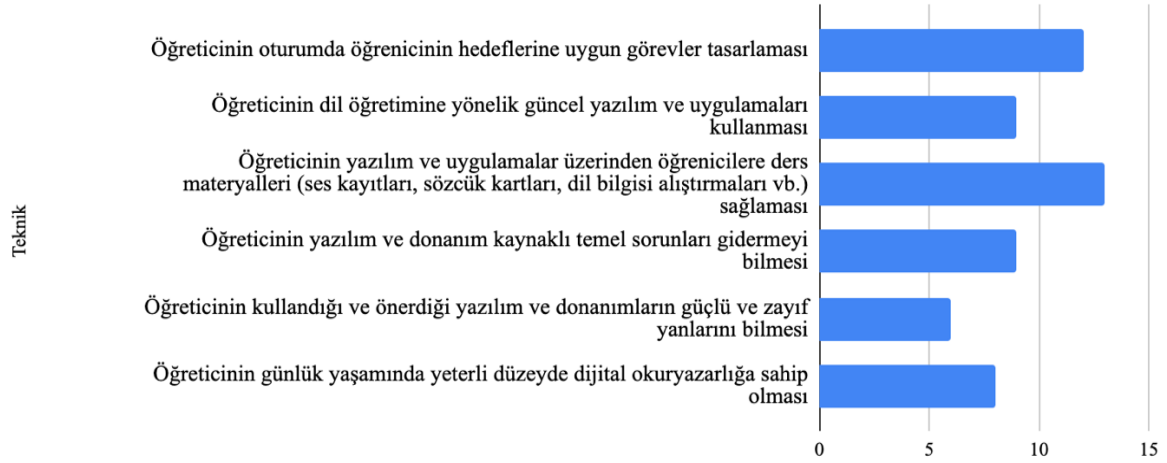 Öğreticinin oturumda öğrenicinin hedeflerine uygun görevler tasarlaması
Öğreticinin dil öğretimine yönelik güncel yazılım ve uygulamaları
kullanması
Öğreticinin yazılım ve uygulamalar üzerinden öğrenicilere ders
materyalleri (ses kayıtları, sözcük kartları, dil bilgisi alıştırmaları vb.)
sağlaması
Teknik
Öğreticinin yazılım ve donanım kaynaklı temel sorunları gidermeyi
bilmesi
Öğreticinin kullandığı ve önerdiği yazılım ve donanımların güçlü ve zayıf
yanlarını bilmesi
Öğreticinin günlük yaşamında yeterli düzeyde dijital okuryazarlığa sahip
olması
0 5 10 15